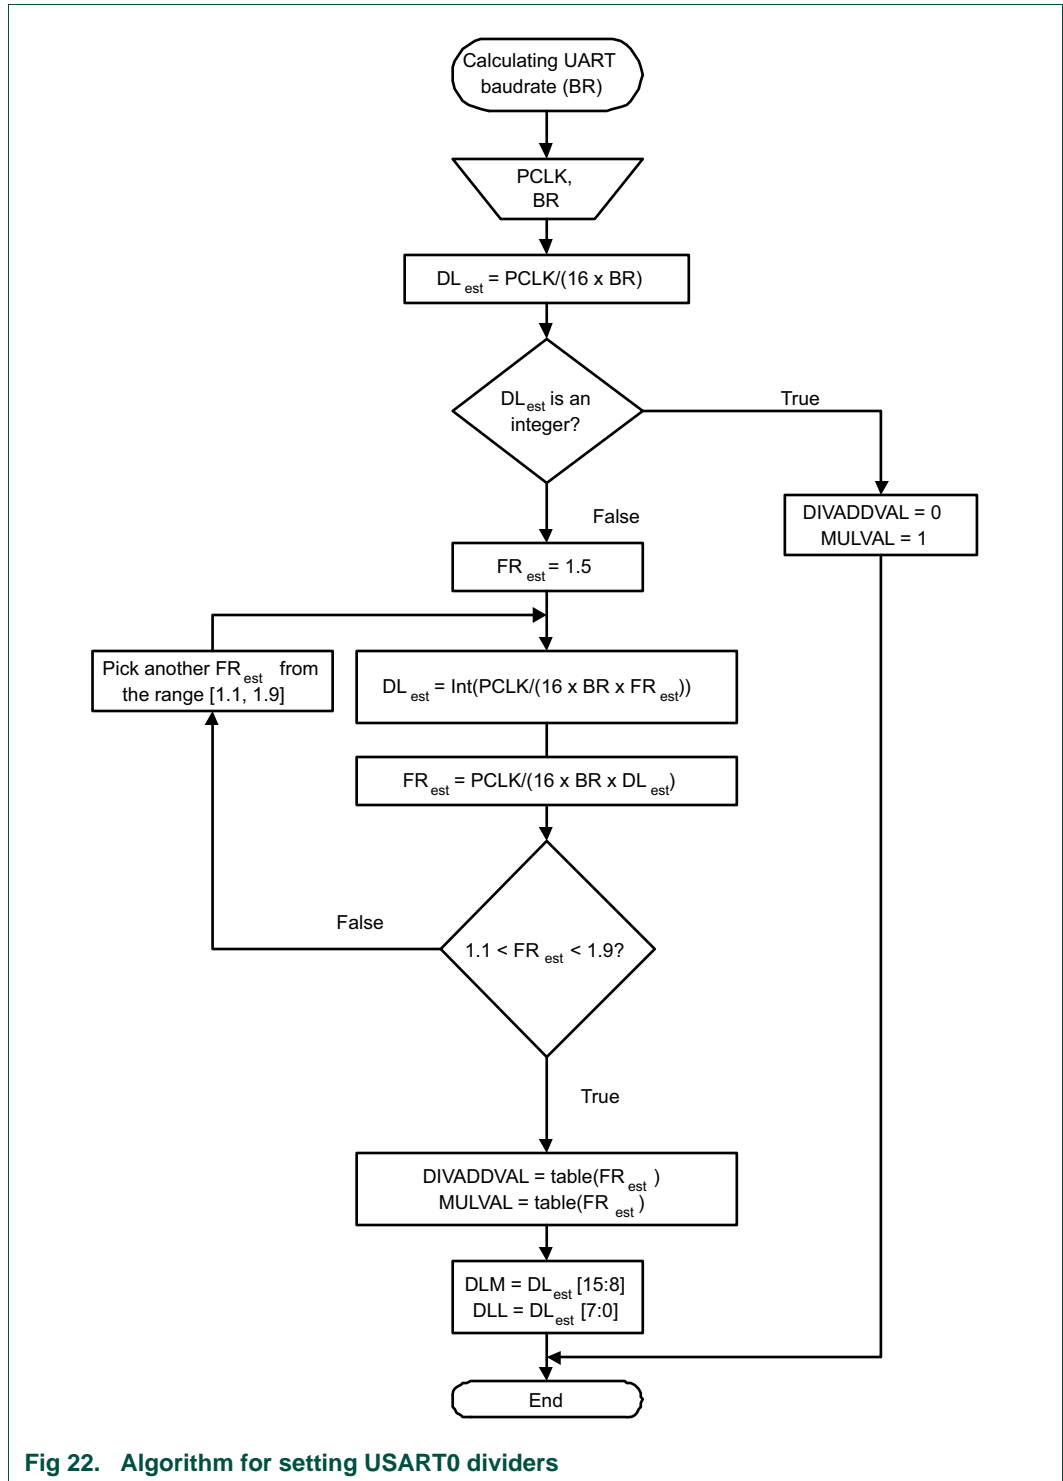 Calculating UART
baudrate (BR)
PCLK,
BR
DL est = PCLK/(16 x BR)
DL est is an
integer?
True
False
DIVADDVAL = 0
MULVAL = 1
FR est = 1.5
Pick another FR est from
the range [1.1, 1.9]
DL est = Int(PCLK/(16 x BR x FR est))
FR est = PCLK/(16 x BR x DL est)
False
1.1 < FR est < 1.9?
True
DIVADDVAL = table(FR est )
MULVAL = table(FR est )
DLM = DL est [15:8]
DLL = DL est [7:0]
End
Fig 22. Algorithm for setting USART0 dividers